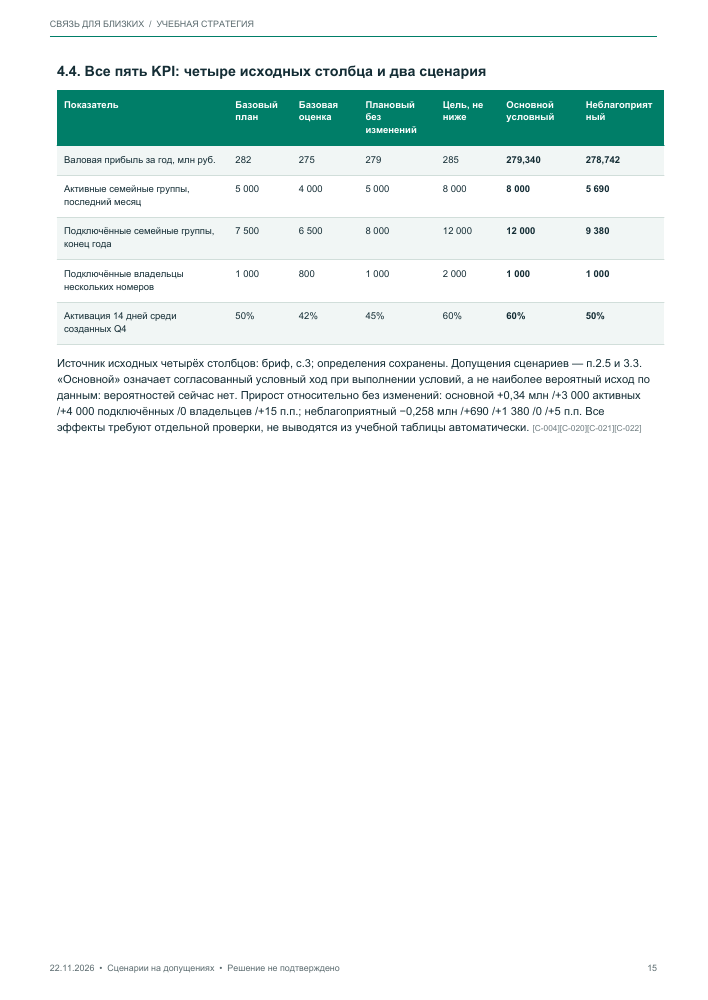 СВЯЗЬ ДЛЯ БЛИЗКИХ / УЧЕБНАЯ СТРАТЕГИЯ
4.4. Все пять KPI: четыре исходных столбца и два сценария
Показатель Базовый план Базовая оценка Плановый без изменений Цель, не ниже Основной условный Неблагоприятный
Валовая прибыль за год, млн руб. 282 275 279 285 279,340 278,742
Активные семейные группы, последний месяц 5 000 4 000 5 000 8 000 8 000 5 690
Подключённые семейные группы, конец года 7 500 6 500 8 000 12 000 12 000 9 380
Подключённые владельцы нескольких номеров 1 000 800 1 000 2 000 1 000 1 000
Активация 14 дней среди созданных Q4 50% 42% 45% 60% 60% 50%
Источник исходных четырёх столбцов: бриф, с.3; определения сохранены. Допущения сценариев — п.2.5 и 3.3.
«Основной» означает согласованный условный ход при выполнении условий, а не наиболее вероятный исход по
данным: вероятностей сейчас нет. Прирост относительно без изменений: основной +0,34 млн /+3 000 активных
/+4 000 подключённых /0 владельцев /+15 п.п.; неблагоприятный −0,258 млн /+690 /+1 380 /0 /+5 п.п. Все
эффекты требуют отдельной проверки, не выводятся из учебной таблицы автоматически. [C-004][C-020][C-021][C-022]
22.11.2026 • Сценарии на допущениях • Решение не подтверждено 15